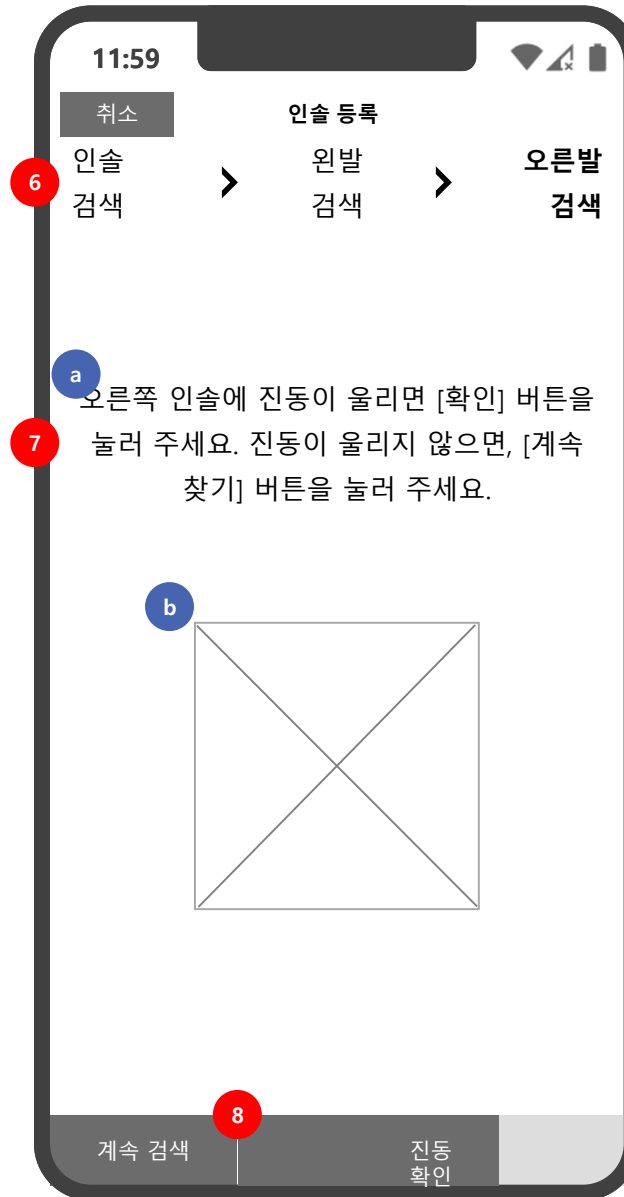 11:59
취소
인솔 등록
6
인솔
검색
왼발
검색
오른발
검색
a
오른쪽 인솔에 진동이 울리면 [확인] 버튼을
7
눌러 주세요. 진동이 울리지 않으면, [계속
찾기] 버튼을 눌러 주세요.
b
8
계속 검색
진동
확인